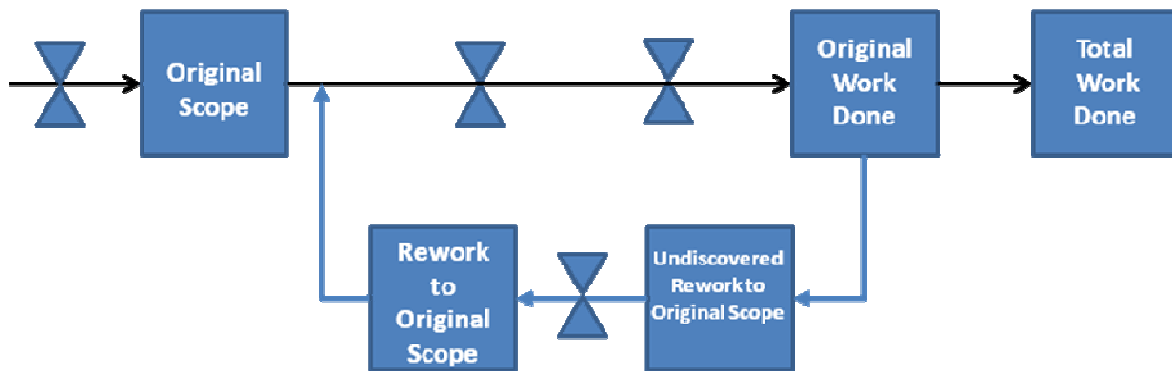 Original
Scope
Original
Work
Done
Total
Work
Done
Rework
to
Original
Scope
Undiscovered
Rework to
Original Scope